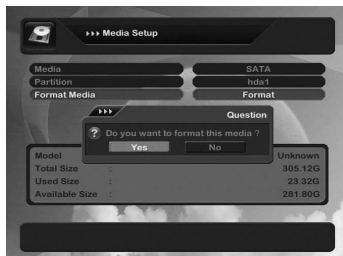 ▸▸▸ Media Setup
Media SATA
Partition hda1
Format Media Format
▸▸▸ Question
Do you want to format this media ?
Yes No
Model Unknown
Total Size : 305.12G
Used Size : 23.32G
Available Size : 281.80G